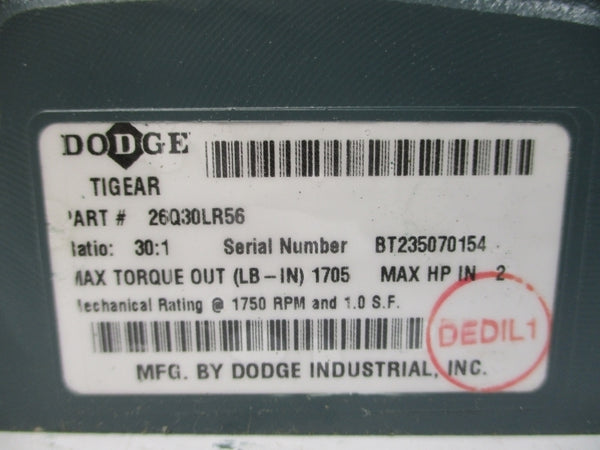 DODGE
TIGEAR
PART # 26Q30LR56
Ratio: 30:1 Serial Number BT235070154
MAX TORQUE OUT (LB-IN) 1705 MAX HP IN 2
Mechanical Rating @ 1750 RPM and 1.0 S.F.
DEDIL1
MFG. BY DODGE INDUSTRIAL, INC.